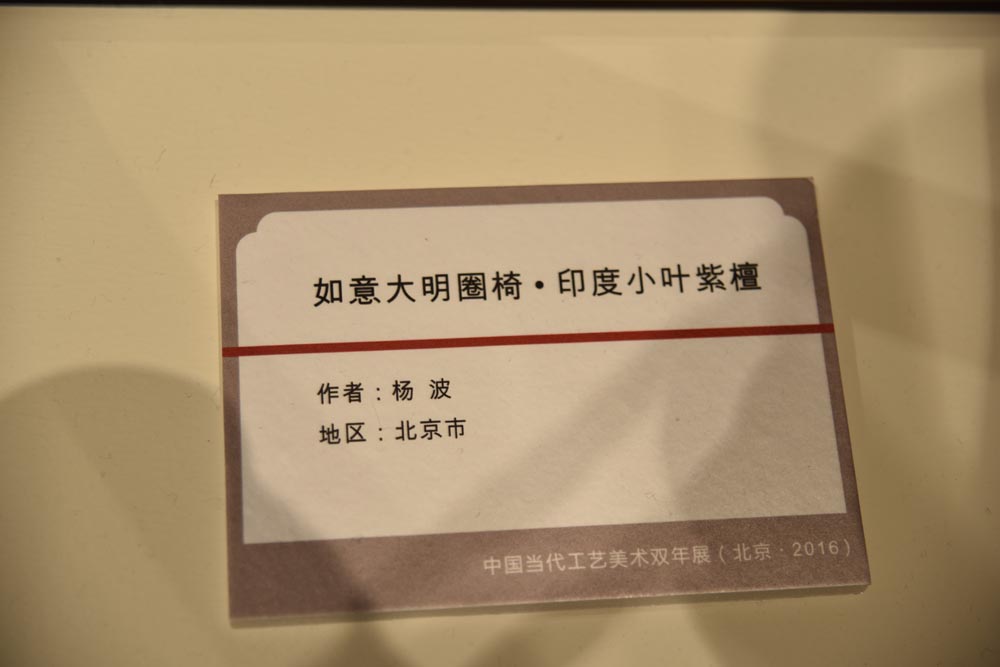 如意大明圈椅·印度小叶紫檀
作者：杨 波
地区：北京市
中国当代工艺美术双年展（北京·2016）